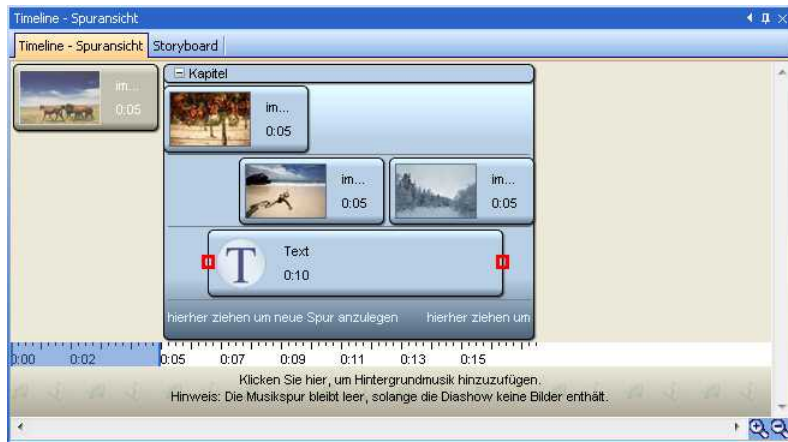 Timeline - Spuransicht
Timeline - Spuransicht Storyboard
im...
0:05
Kapitel
im...
0:05
im...
0:05
im...
0:05
T
Text
0:10
hierher ziehen um neue Spur anzulegen hierher ziehen um
0:00 0:02 0:05 0:07 0:09 0:11 0:13 0:15
Klicken Sie hier, um Hintergrundmusik hinzuzufügen.
Hinweis: Die Musikspur bleibt leer, solange die Diashow keine Bilder enthält.